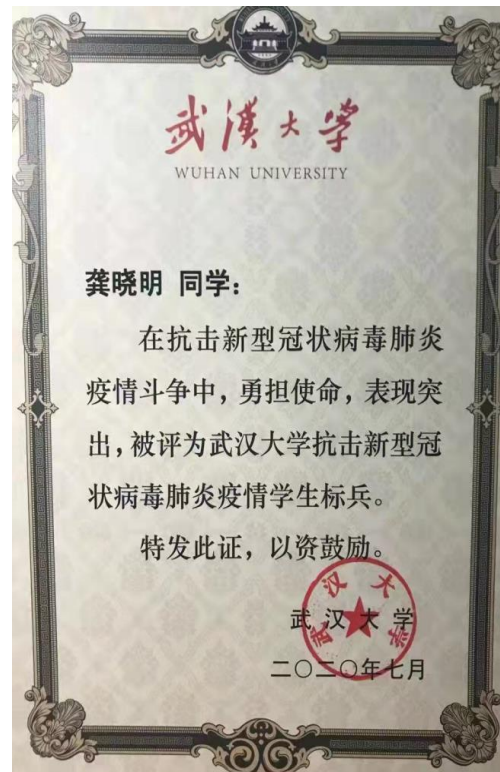 武漢大学
WUHAN UNIVERSITY
龚晓明 同学：
在抗击新型冠状病毒肺炎
疫情斗争中，勇担使命，表现突
出，被评为武汉大学抗击新型冠
状病毒肺炎疫情学生标兵。
特发此证，以资鼓励。
武汉大学
武汉大学
二〇二〇年七月